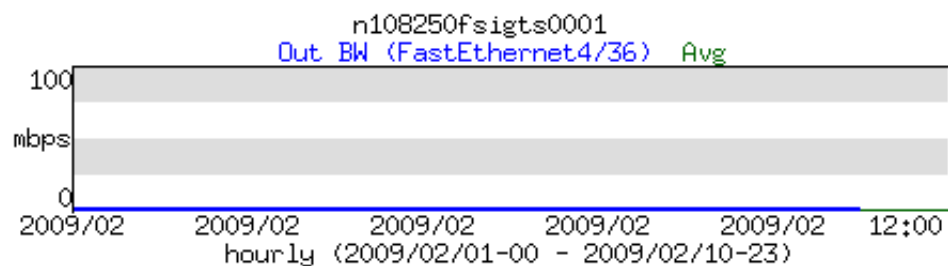 n108250fsigts0001
Out BW (FastEthernet4/36) Avg
100
mbps
0
2009/02 2009/02 2009/02 2009/02 2009/02 12:00
hourly (2009/02/01-00 - 2009/02/10-23)